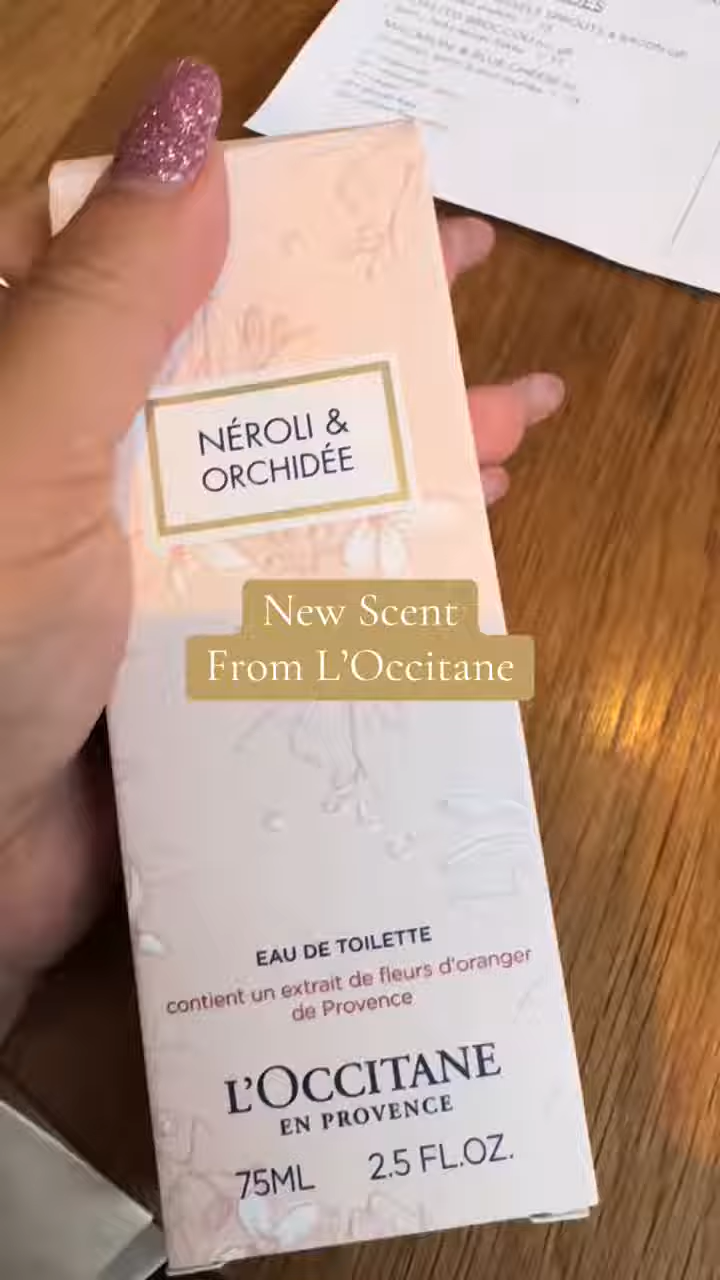 NÉROLI &
ORCHIDÉE
New Scent
From L’Occitane
EAU DE TOILETTE
contient un extrait de fleurs d'oranger
de Provence
L'OCCITANE
EN PROVENCE
75ML 2.5 FL.OZ.